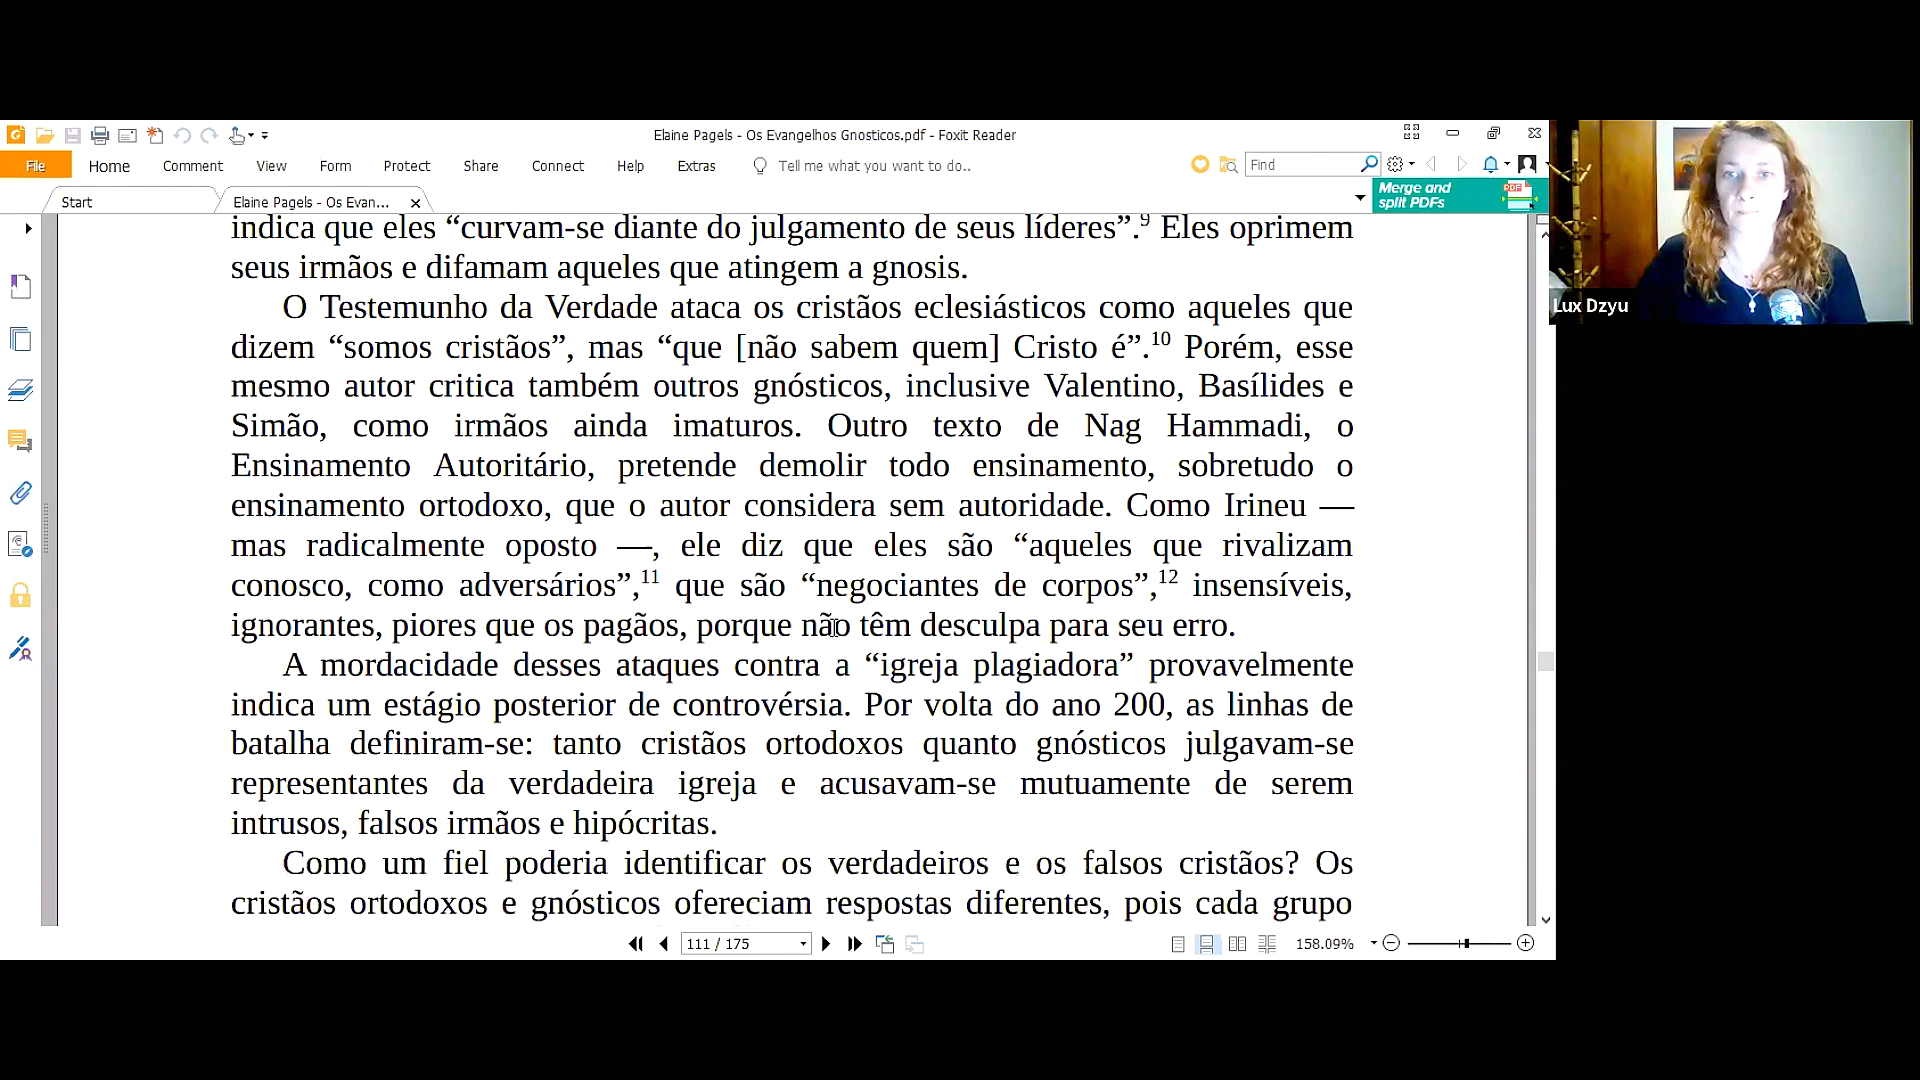 Elaine Pagels - Os Evangelhos Gnosticos.pdf - Foxit Reader
File Home Comment View Form Protect Share Connect Help Extras Tell me what you want to do.. Find
Start Elaine Pagels - Os Evan... Merge and
split PDFs
indica que eles “curvam-se diante do julgamento de seus líderes”.9 Eles oprimem
seus irmãos e difamam aqueles que atingem a gnosis.
O Testemunho da Verdade ataca os cristãos eclesiásticos como aqueles que
dizem “somos cristãos”, mas “que [não sabem quem] Cristo é”.10 Porém, esse
mesmo autor critica também outros gnósticos, inclusive Valentino, Basílides e
Simão, como irmãos ainda imaturos. Outro texto de Nag Hammadi, o
Ensinamento Autoritário, pretende demolir todo ensinamento, sobretudo o
ensinamento ortodoxo, que o autor considera sem autoridade. Como Irineu —
mas radicalmente oposto —, ele diz que eles são “aqueles que rivalizam
conosco, como adversários”,11 que são “negociantes de corpos”,12 insensíveis,
ignorantes, piores que os pagãos, porque não têm desculpa para seu erro.
A mordacidade desses ataques contra a “igreja plagiadora” provavelmente
indica um estágio posterior de controvérsia. Por volta do ano 200, as linhas de
batalha definiram-se: tanto cristãos ortodoxos quanto gnósticos julgavam-se
representantes da verdadeira igreja e acusavam-se mutuamente de serem
intrusos, falsos irmãos e hipócritas.
Como um fiel poderia identificar os verdadeiros e os falsos cristãos? Os
cristãos ortodoxos e gnósticos ofereciam respostas diferentes, pois cada grupo
111 / 175 158.09%
Lux Dzyu
PDF